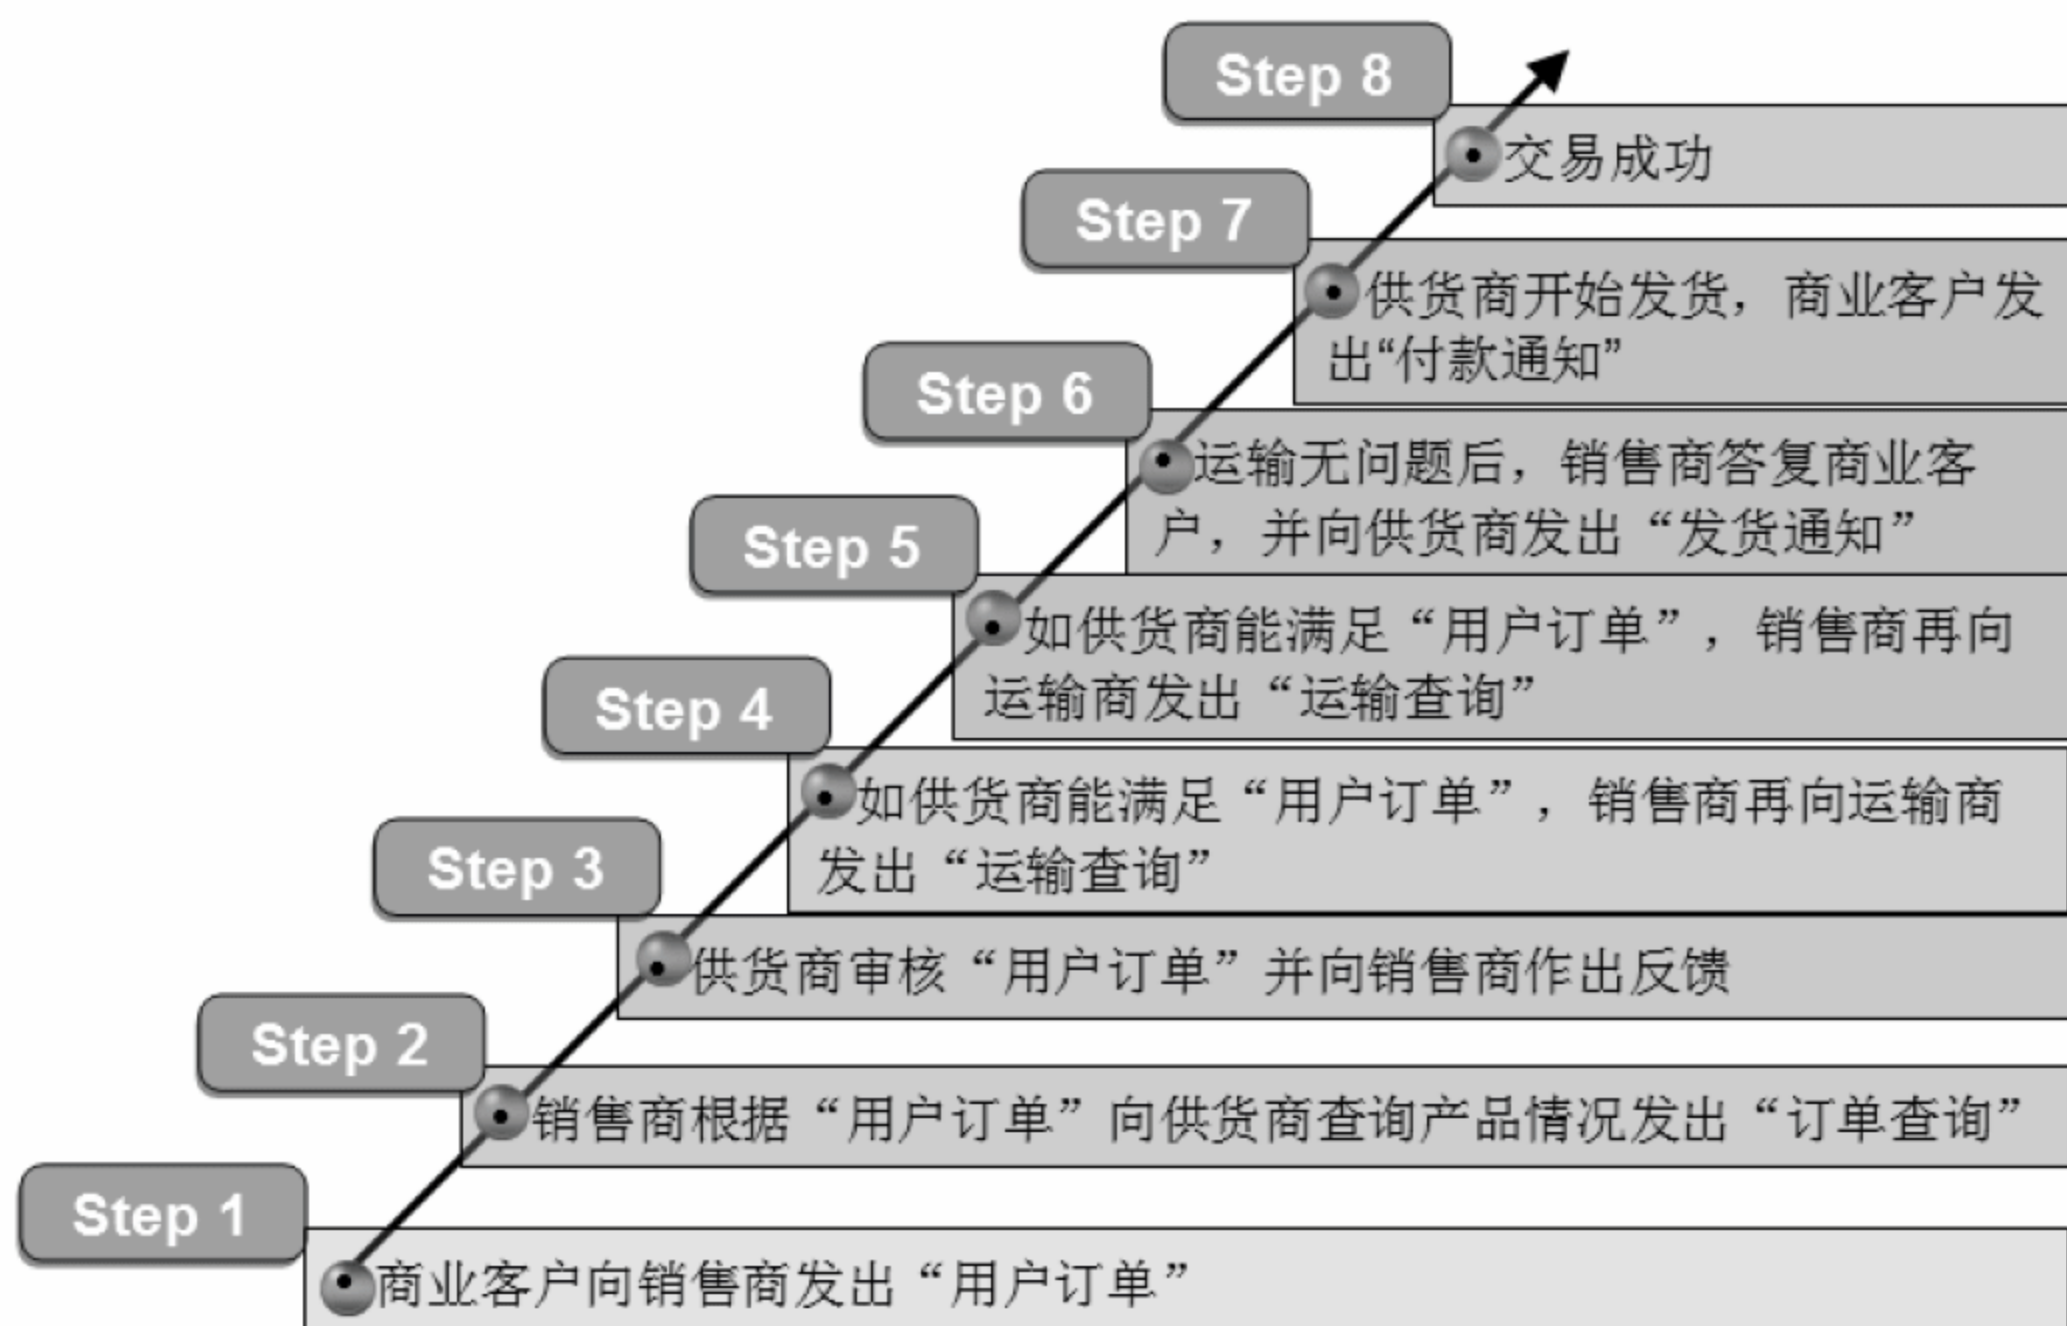 Step 8
交易成功
Step 7
供货商开始发货，商业客户发
出“付款通知”
Step 6
运输无问题后，销售商答复商业客
户，并向供货商发出“发货通知”
Step 5
如供货商能满足“用户订单”，销售商再向
运输商发出“运输查询”
Step 4
如供货商能满足“用户订单”，销售商再向运输商
发出“运输查询”
Step 3
供货商审核“用户订单”并向销售商作出反馈
Step 2
销售商根据“用户订单”向供货商查询产品情况发出“订单查询”
Step 1
商业客户向销售商发出“用户订单”